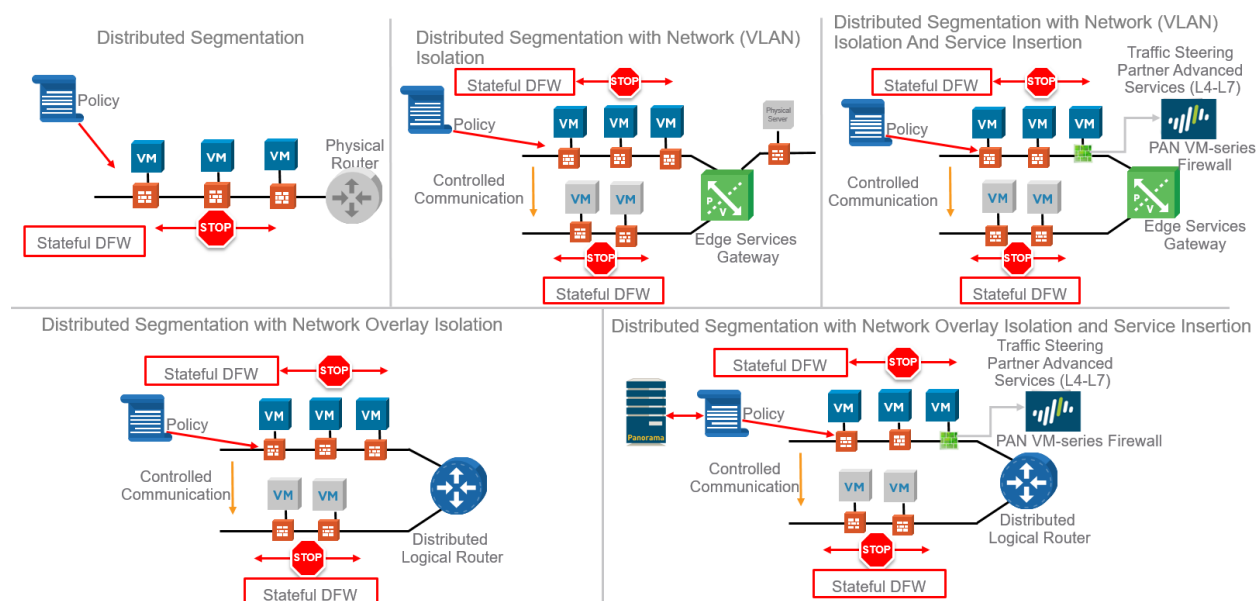 Distributed Segmentation
Policy
VM
VM
VM
Physical
Router
STOP
Stateful DFW
Distributed Segmentation with Network (VLAN)
Isolation
Stateful DFW
STOP
Policy
VM
VM
VM
Physical
Server
Controlled
Communication
VM
VM
P
V
Edge Services
Gateway
STOP
Stateful DFW
Distributed Segmentation with Network (VLAN)
Isolation And Service Insertion
Stateful DFW
STOP
Traffic Steering
Partner Advanced
Services (L4-L7)
Policy
VM
VM
VM
PAN VM-series
Firewall
Controlled
Communication
VM
VM
P
V
Edge Services
Gateway
STOP
Stateful DFW
Distributed Segmentation with Network Overlay Isolation
Stateful DFW
STOP
Policy
VM
VM
VM
Controlled
Communication
VM
VM
Distributed
Logical Router
STOP
Stateful DFW
Distributed Segmentation with Network Overlay Isolation and Service Insertion
Stateful DFW
STOP
Traffic Steering
Partner Advanced
Services (L4-L7)
Panorama
Policy
VM
VM
VM
PAN VM-series Firewall
Controlled
Communication
VM
VM
Distributed
Logical Router
STOP
Stateful DFW